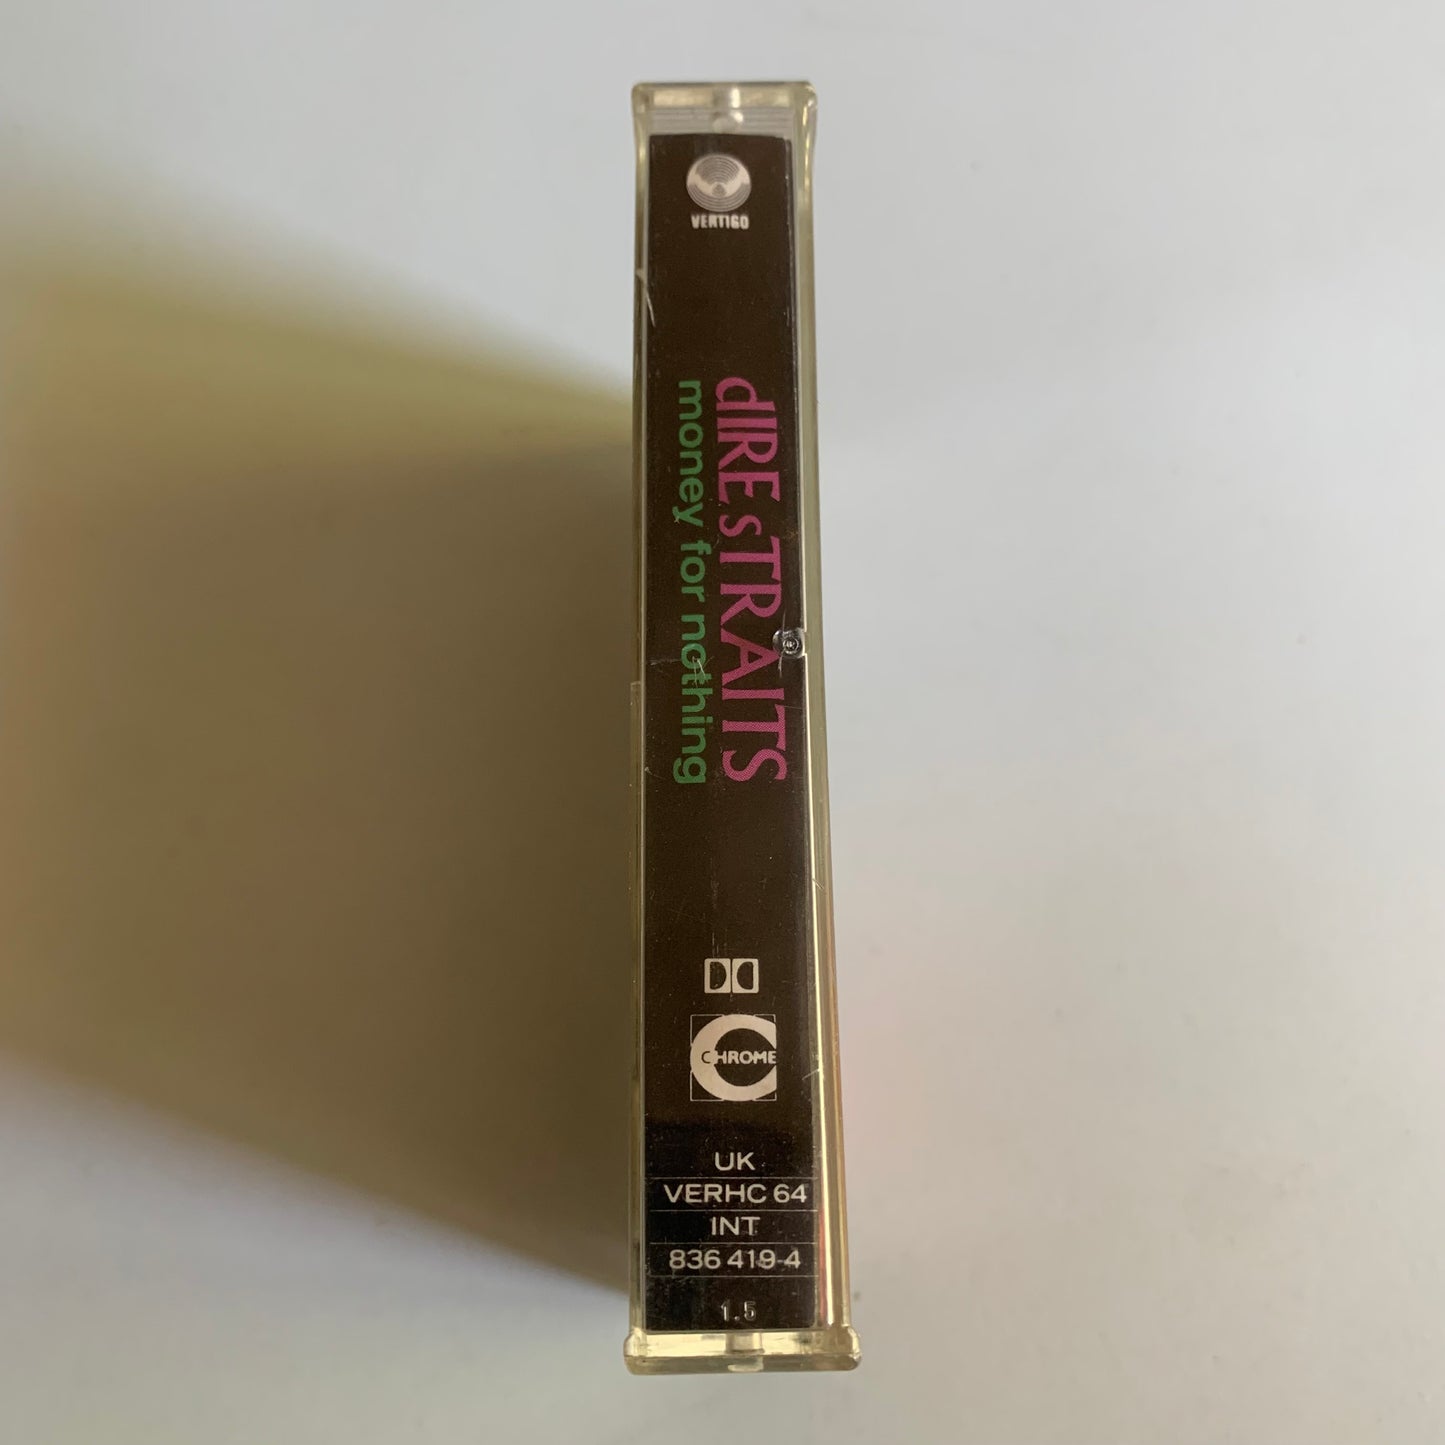 VERTIGO
dIRE sTRAITS
money for nothing
CHROME
UK
VERHC 64
INT
836 419-4
1.5